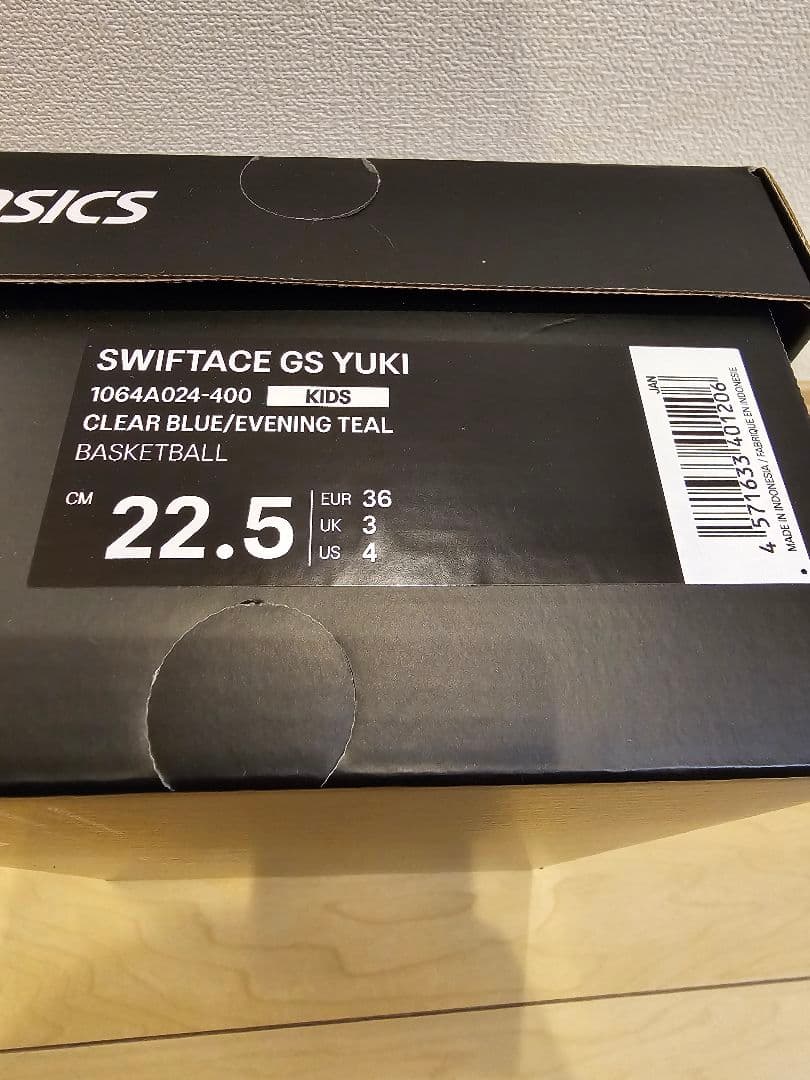 asics
SWIFTACE GS YUKI
1064A024-400 KIDS
CLEAR BLUE/EVENING TEAL
BASKETBALL
CM 22.5
EUR 36
UK 3
US 4
JAN
4 571633 401206
MADE IN INDONESIA / FABRIQUE EN INDONESIE